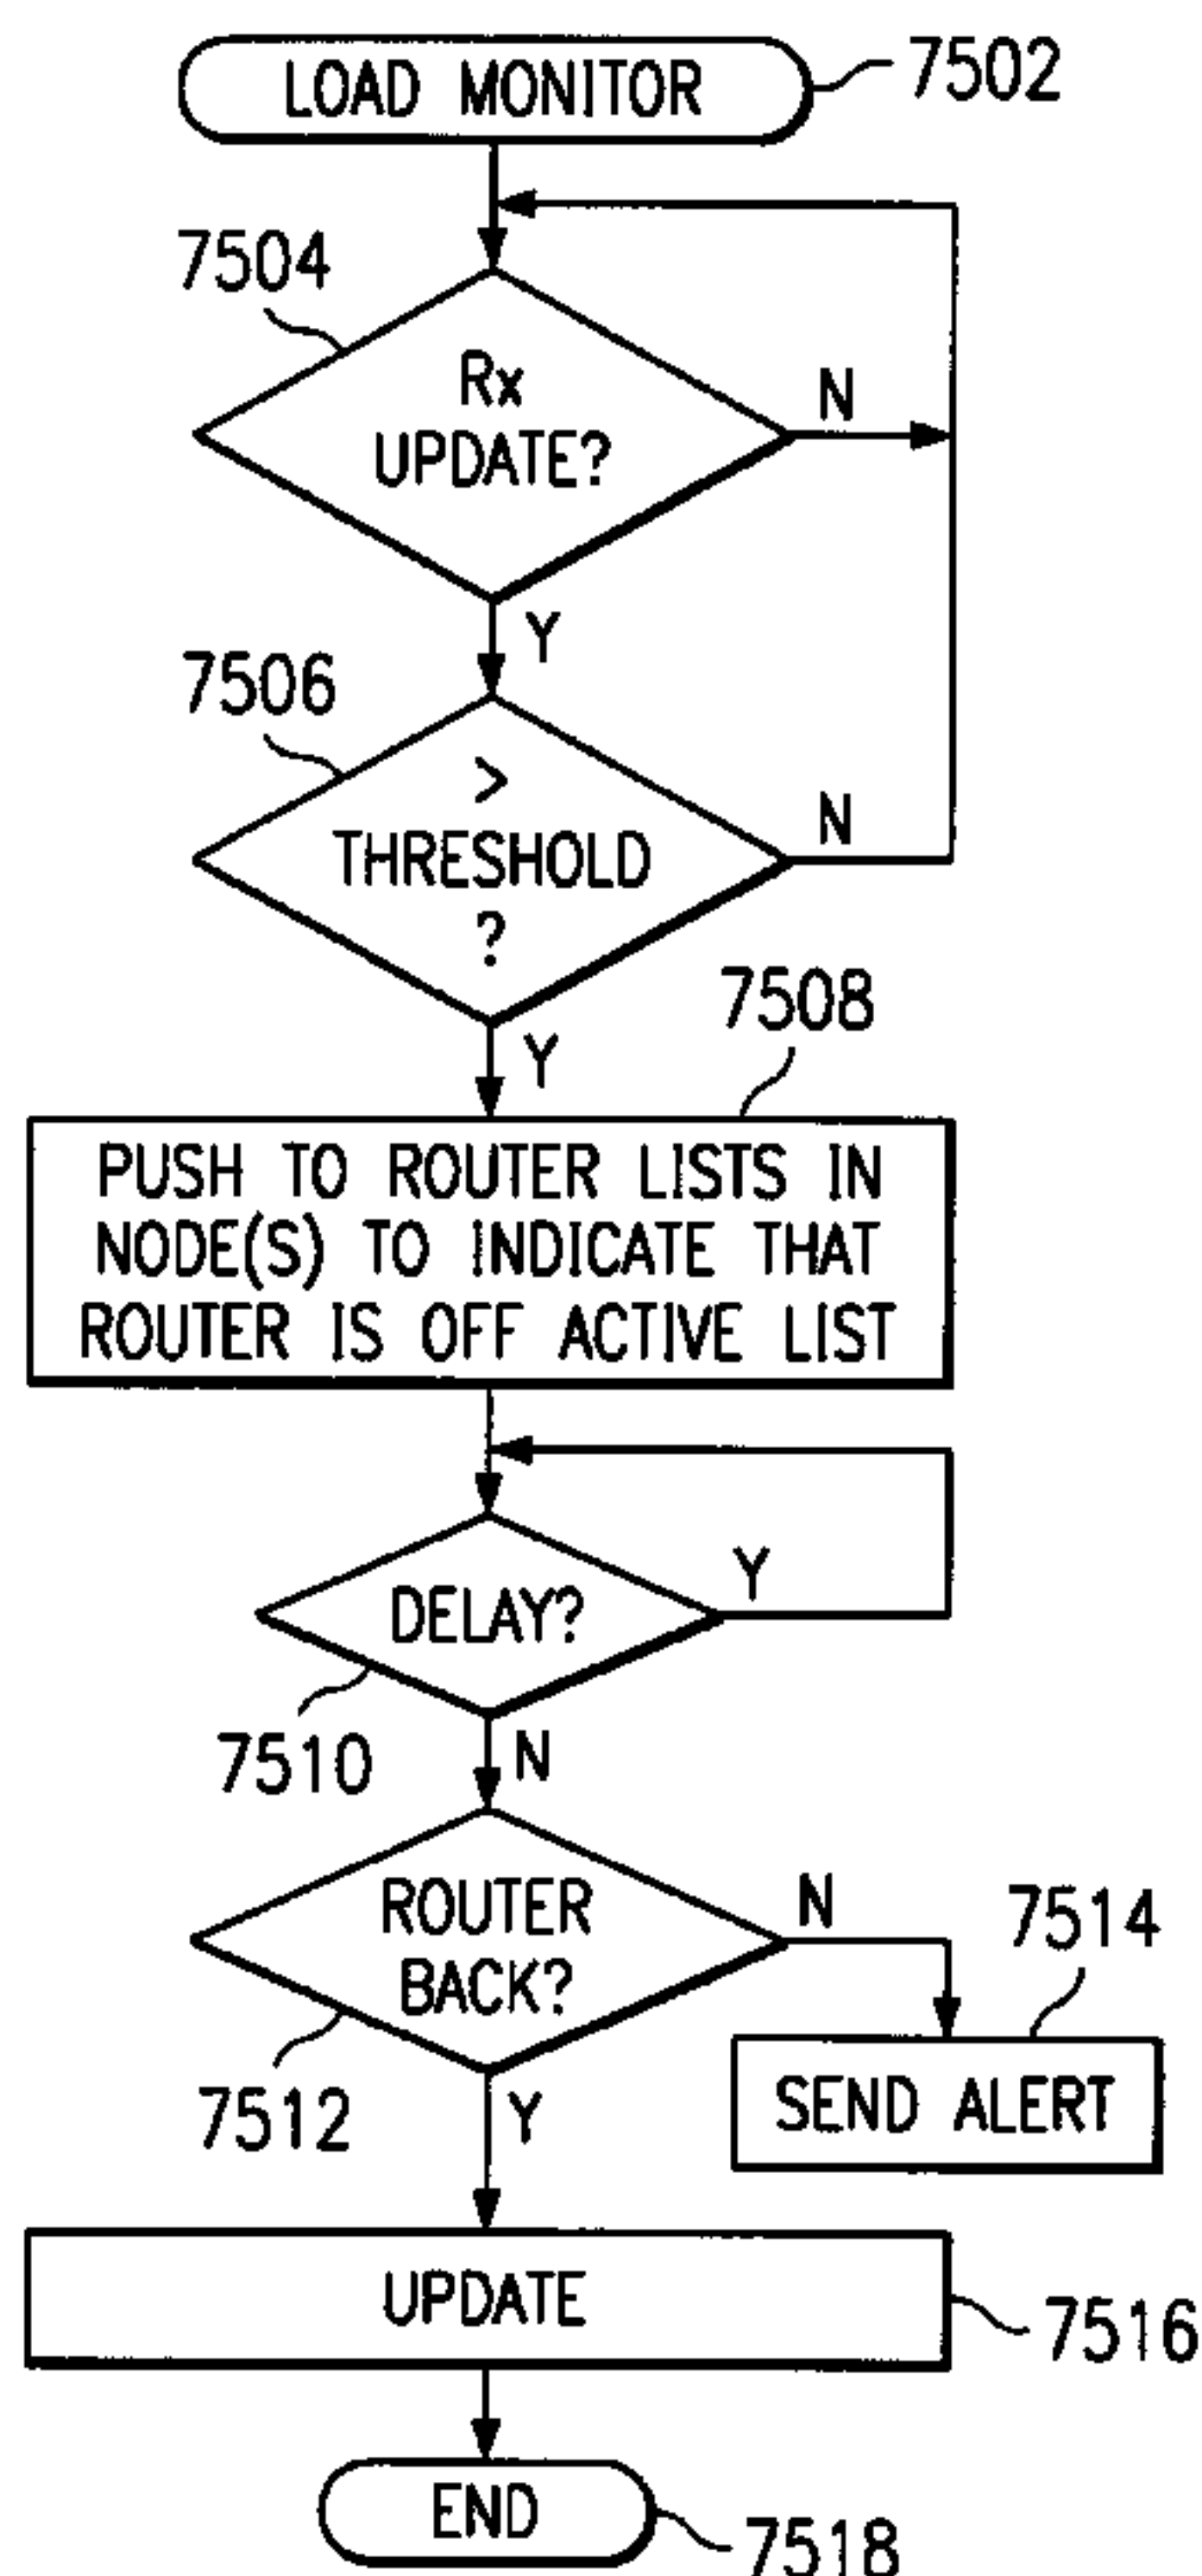 LOAD MONITOR
7502
7504
Rx
UPDATE?
N
Y
7506
>
THRESHOLD
?
N
Y
7508
PUSH TO ROUTER LISTS IN
NODE(S) TO INDICATE THAT
ROUTER IS OFF ACTIVE LIST
DELAY?
Y
7510
N
ROUTER
BACK?
N
7514
7512
Y
SEND ALERT
UPDATE
7516
END
7518